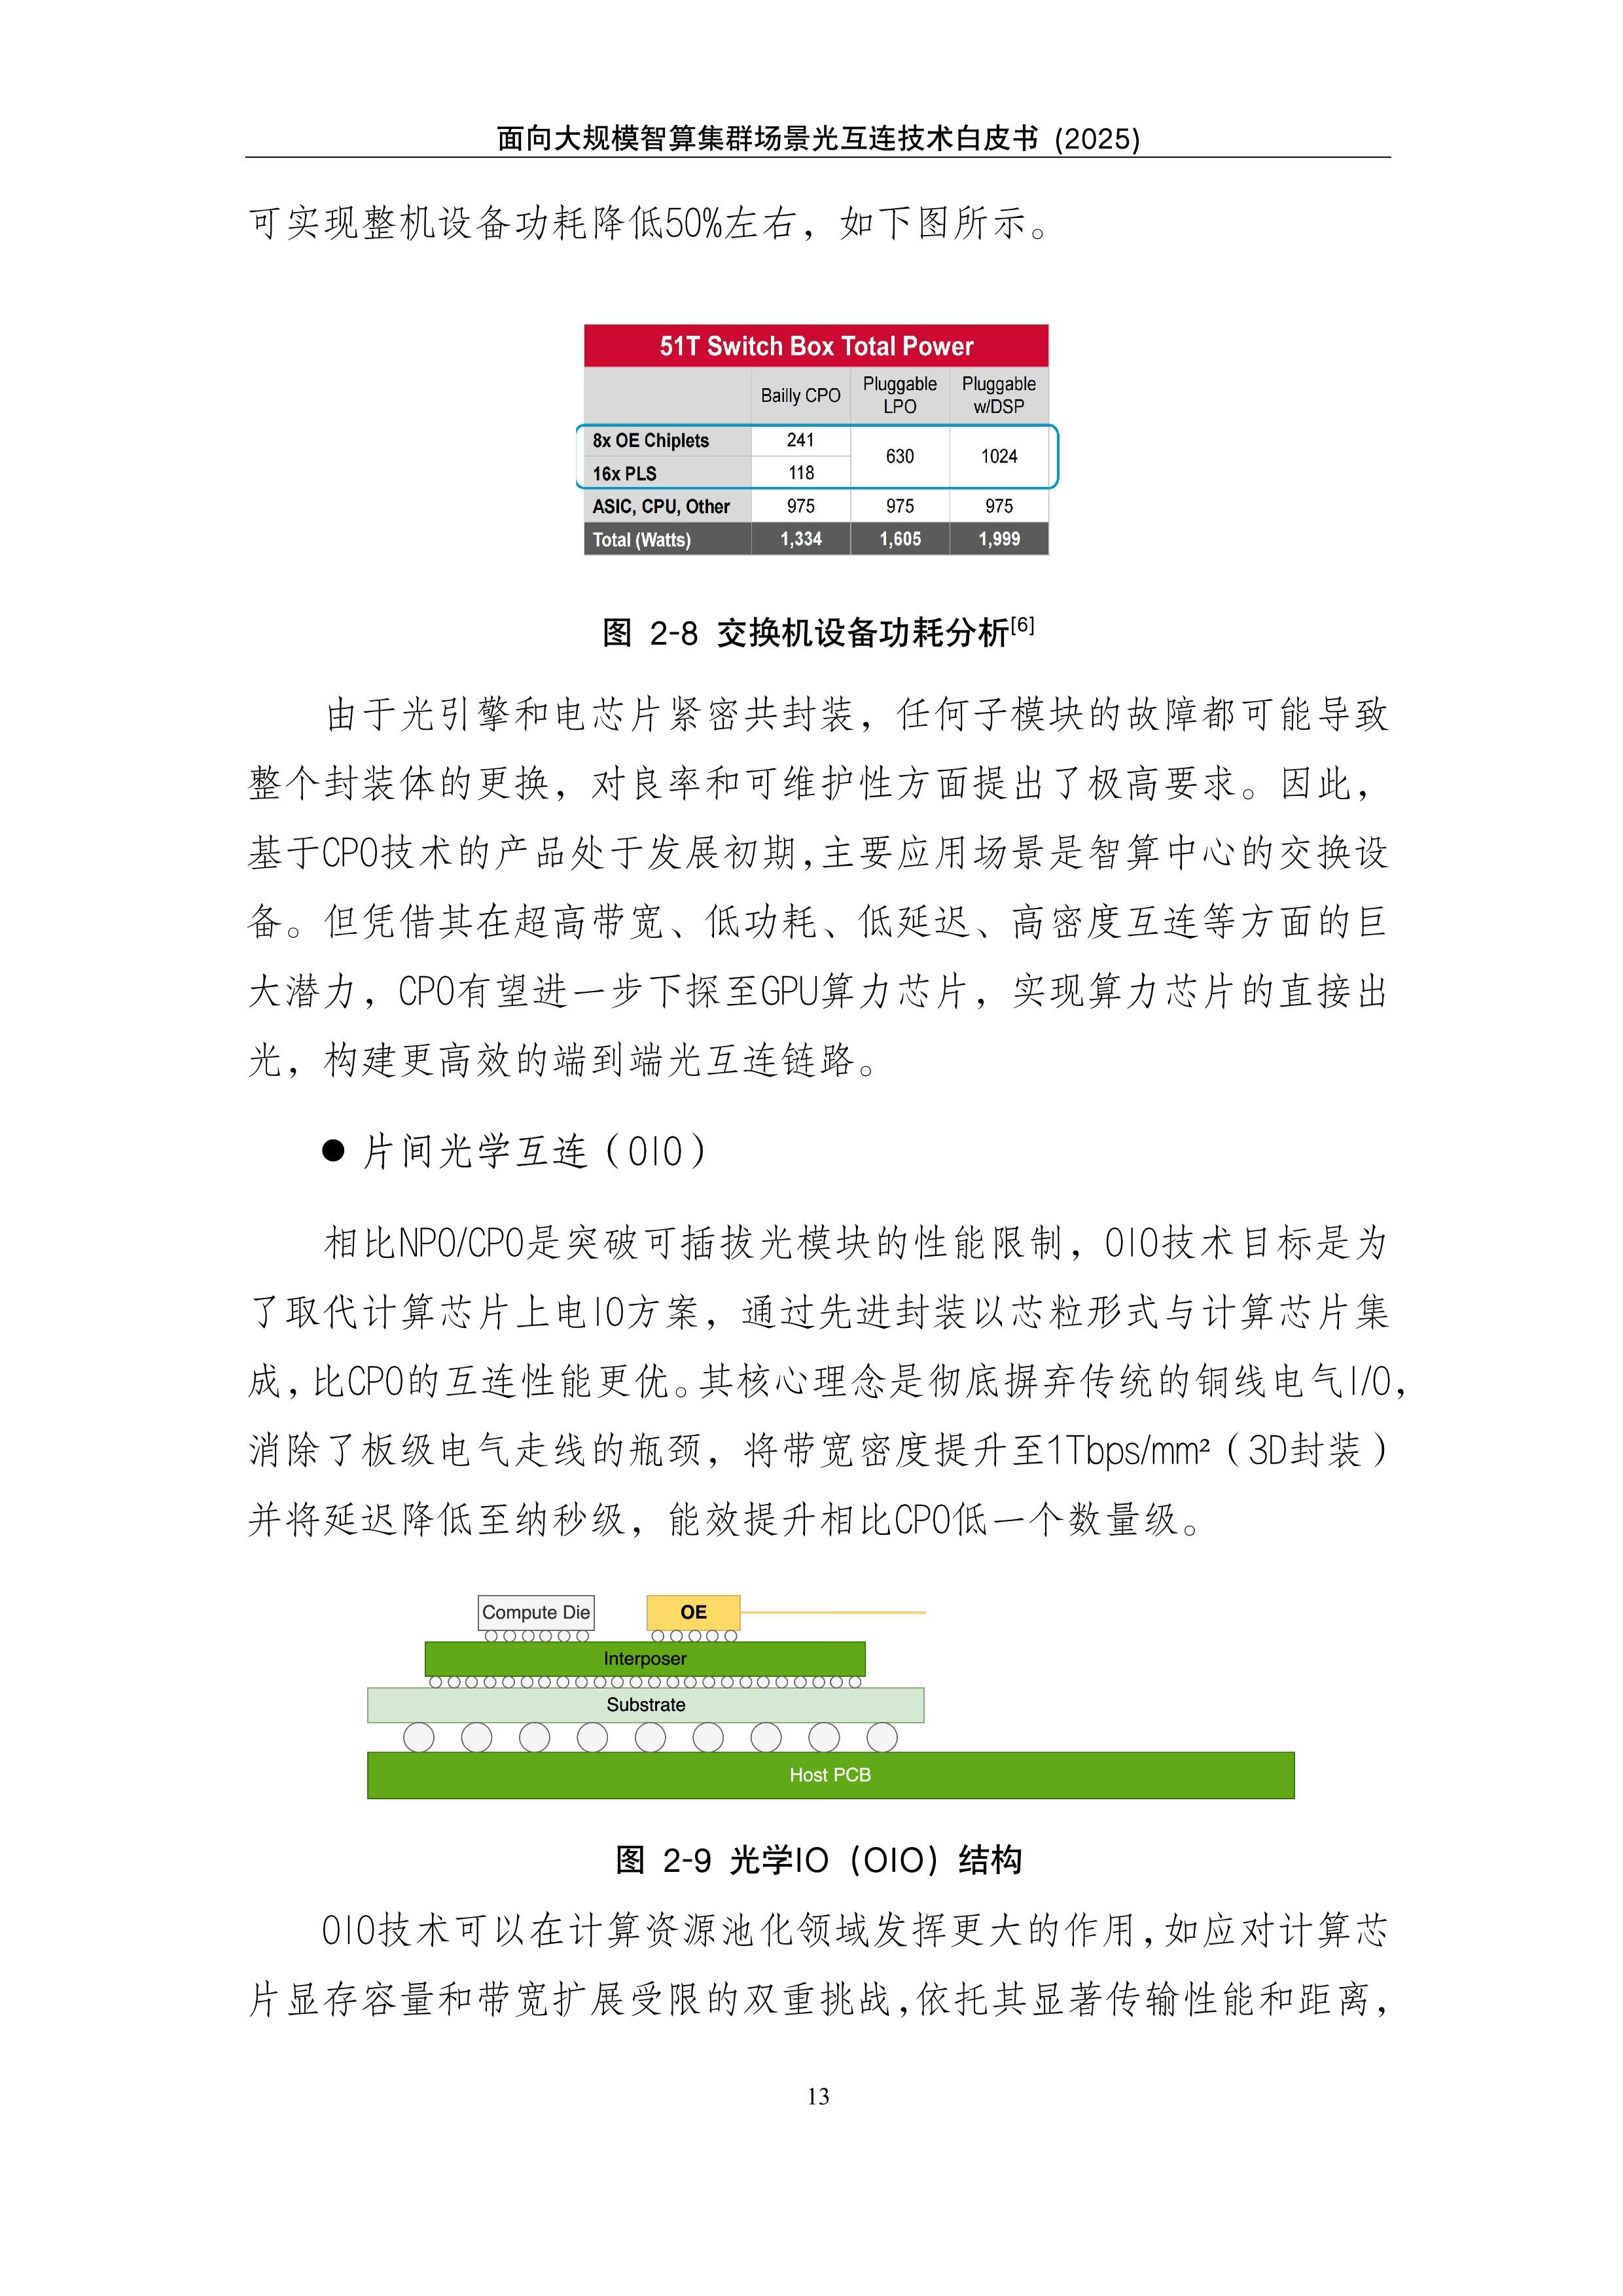 面向大规模智算集群场景光互连技术白皮书 (2025)
可实现整机设备功耗降低50%左右，如下图所示。
51T Switch Box Total Power
Bailly CPO Pluggable LPO Pluggable w/DSP
8x OE Chiplets 241 630 1024
16x PLS 118
ASIC, CPU, Other 975 975 975
Total (Watts) 1,334 1,605 1,999
图 2-8 交换机设备功耗分析[6]
由于光引擎和电芯片紧密共封装，任何子模块的故障都可能导致
整个封装体的更换，对良率和可维护性方面提出了极高要求。因此，
基于CPO技术的产品处于发展初期，主要应用场景是智算中心的交换设
备。但凭借其在超高带宽、低功耗、低延迟、高密度互连等方面的巨
大潜力，CPO有望进一步下探至GPU算力芯片，实现算力芯片的直接出
光，构建更高效的端到端光互连链路。
● 片间光学互连（OIO）
相比NPO/CPO是突破可插拔光模块的性能限制，OIO技术目标是为
了取代计算芯片上电IO方案，通过先进封装以芯粒形式与计算芯片集
成，比CPO的互连性能更优。其核心理念是彻底摒弃传统的铜线电气I/O，
消除了板级电气走线的瓶颈，将带宽密度提升至1Tbps/mm²（3D封装）
并将延迟降低至纳秒级，能效提升相比CPO低一个数量级。
Compute Die OE
Interposer
Substrate
Host PCB
图 2-9 光学IO（OIO）结构
OIO技术可以在计算资源池化领域发挥更大的作用，如应对计算芯
片显存容量和带宽扩展受限的双重挑战，依托其显著传输性能和距离，
13